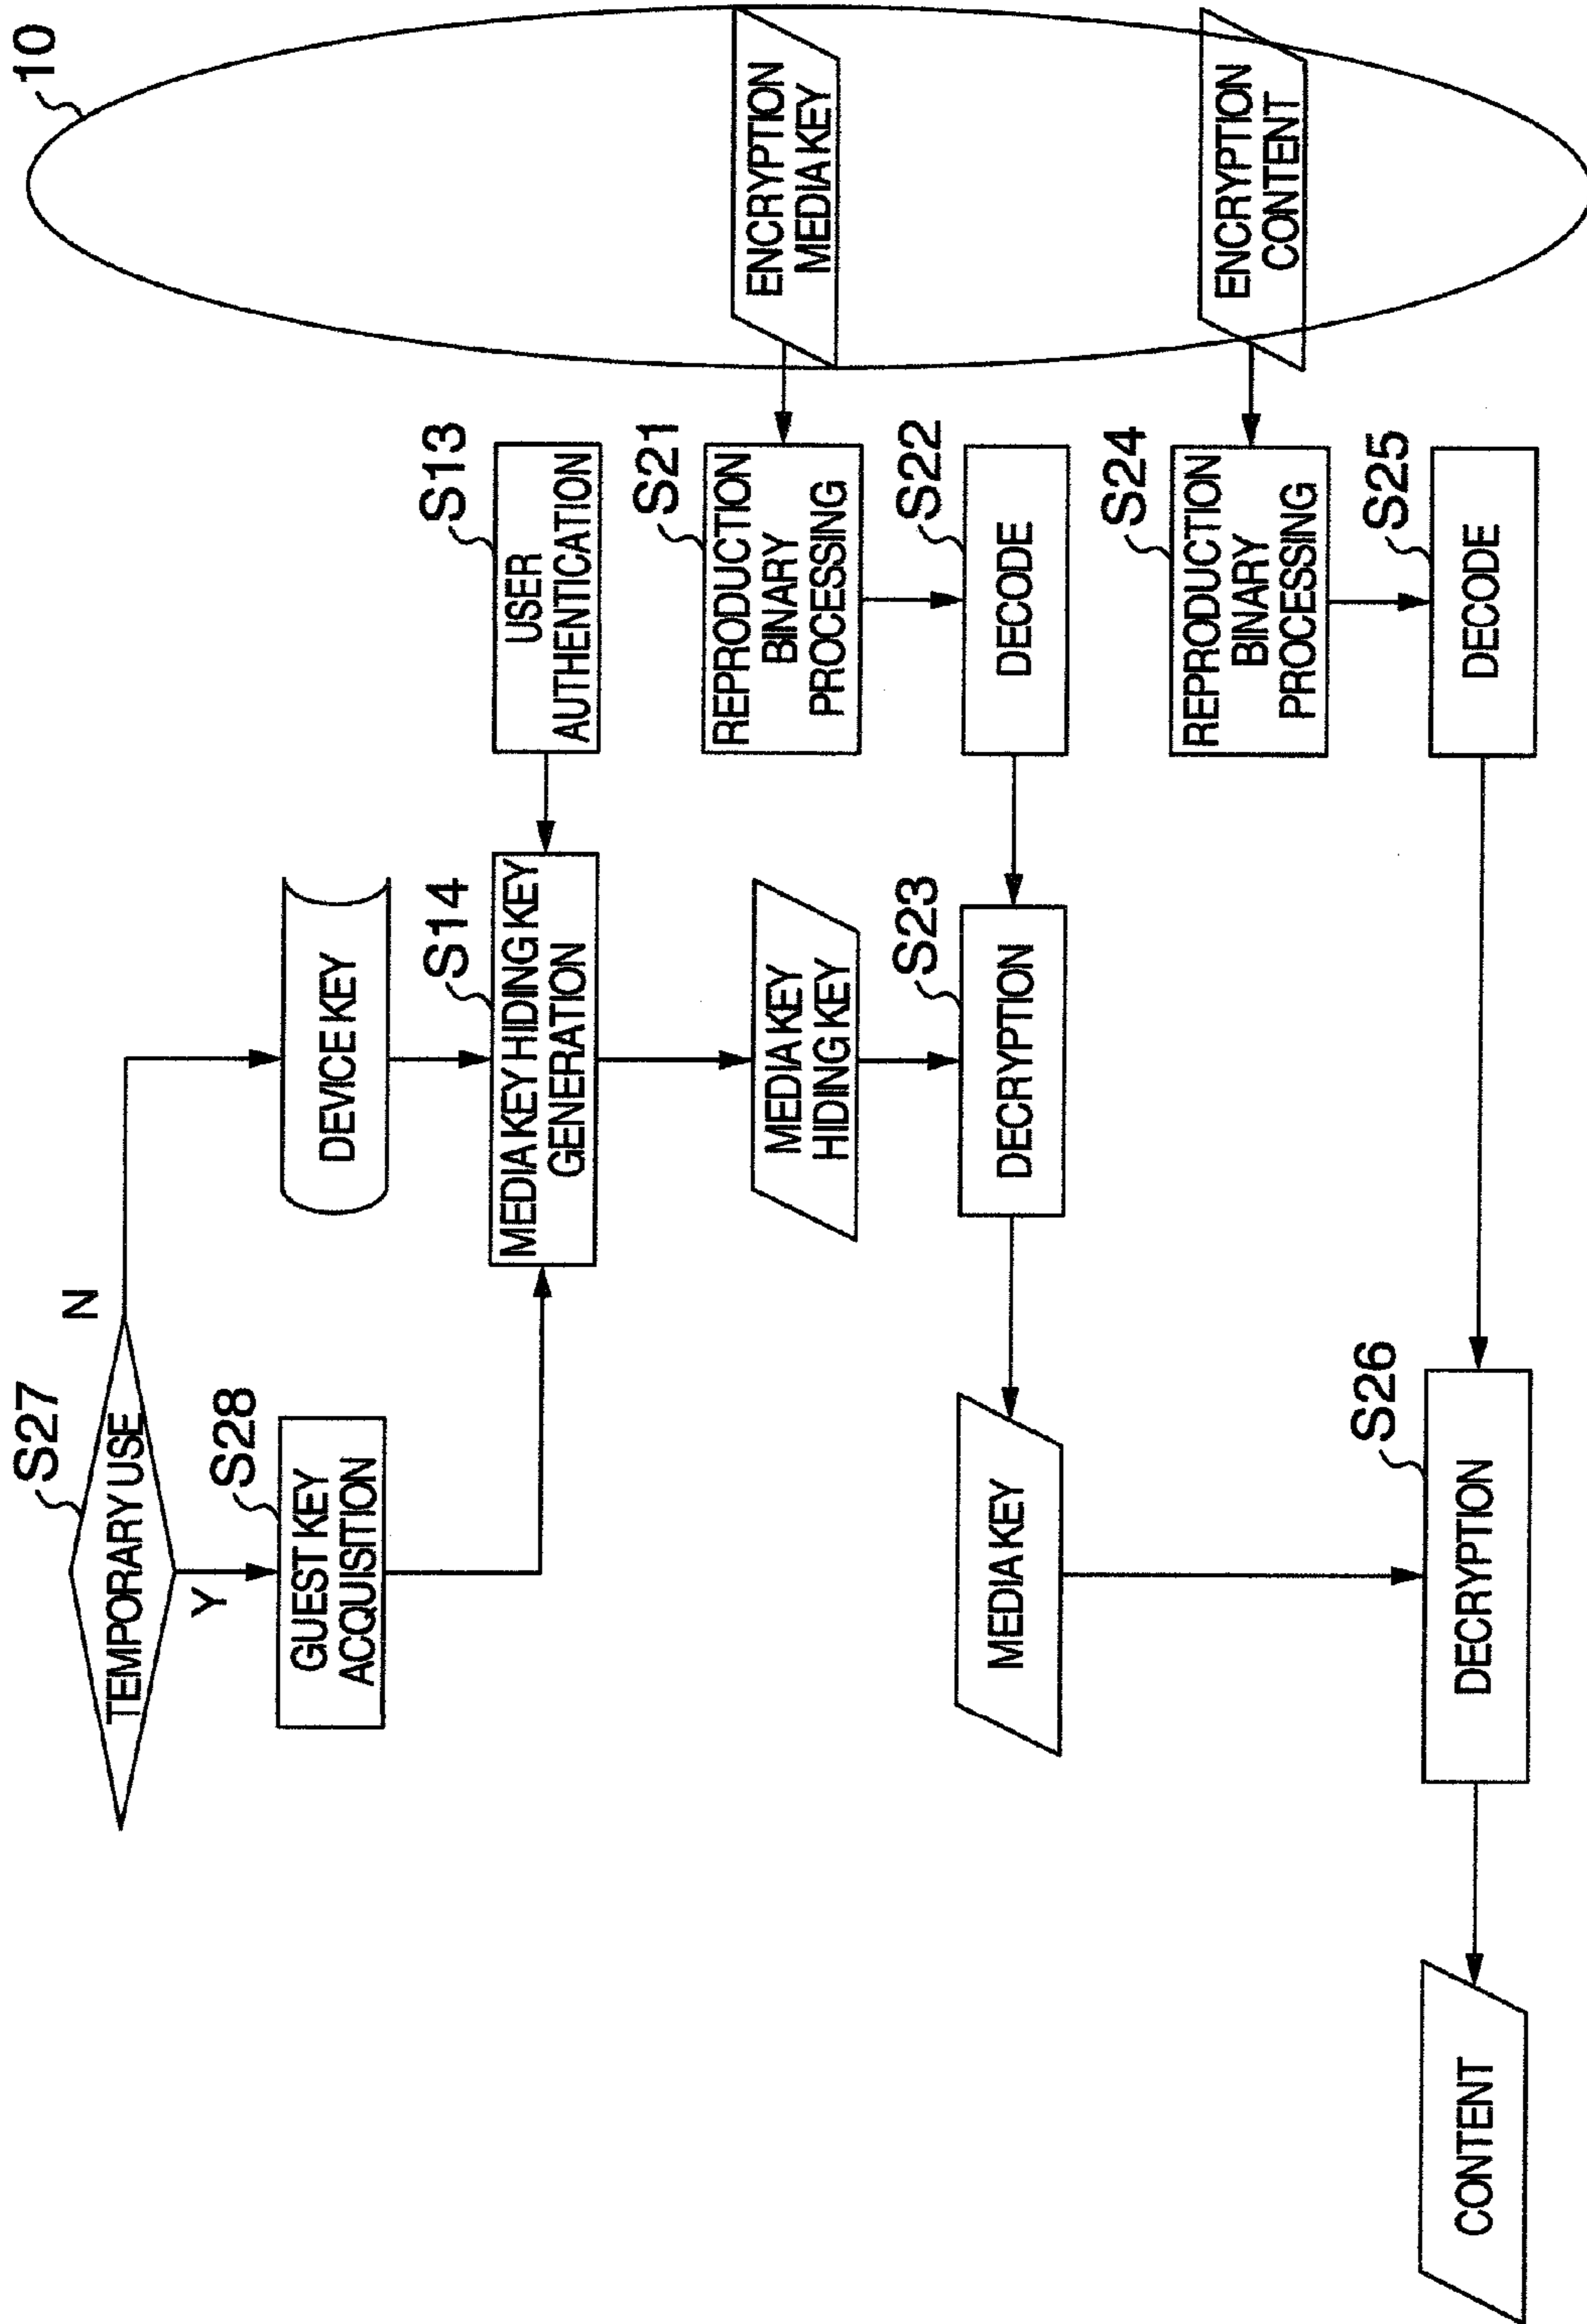 10
S27
TEMPORARY USE
N
Y
S28
GUEST KEY
ACQUISITION
DEVICE KEY
S14
MEDIA KEY HIDING KEY
GENERATION
S13
USER
AUTHENTICATION
MEDIA KEY
HIDING KEY
S21
REPRODUCTION
BINARY
PROCESSING
ENCRYPTION
MEDIA KEY
MEDIA KEY
S23
DECRYPTION
S22
DECODE
S24
REPRODUCTION
BINARY
PROCESSING
ENCRYPTION
CONTENT
CONTENT
S26
DECRYPTION
S25
DECODE